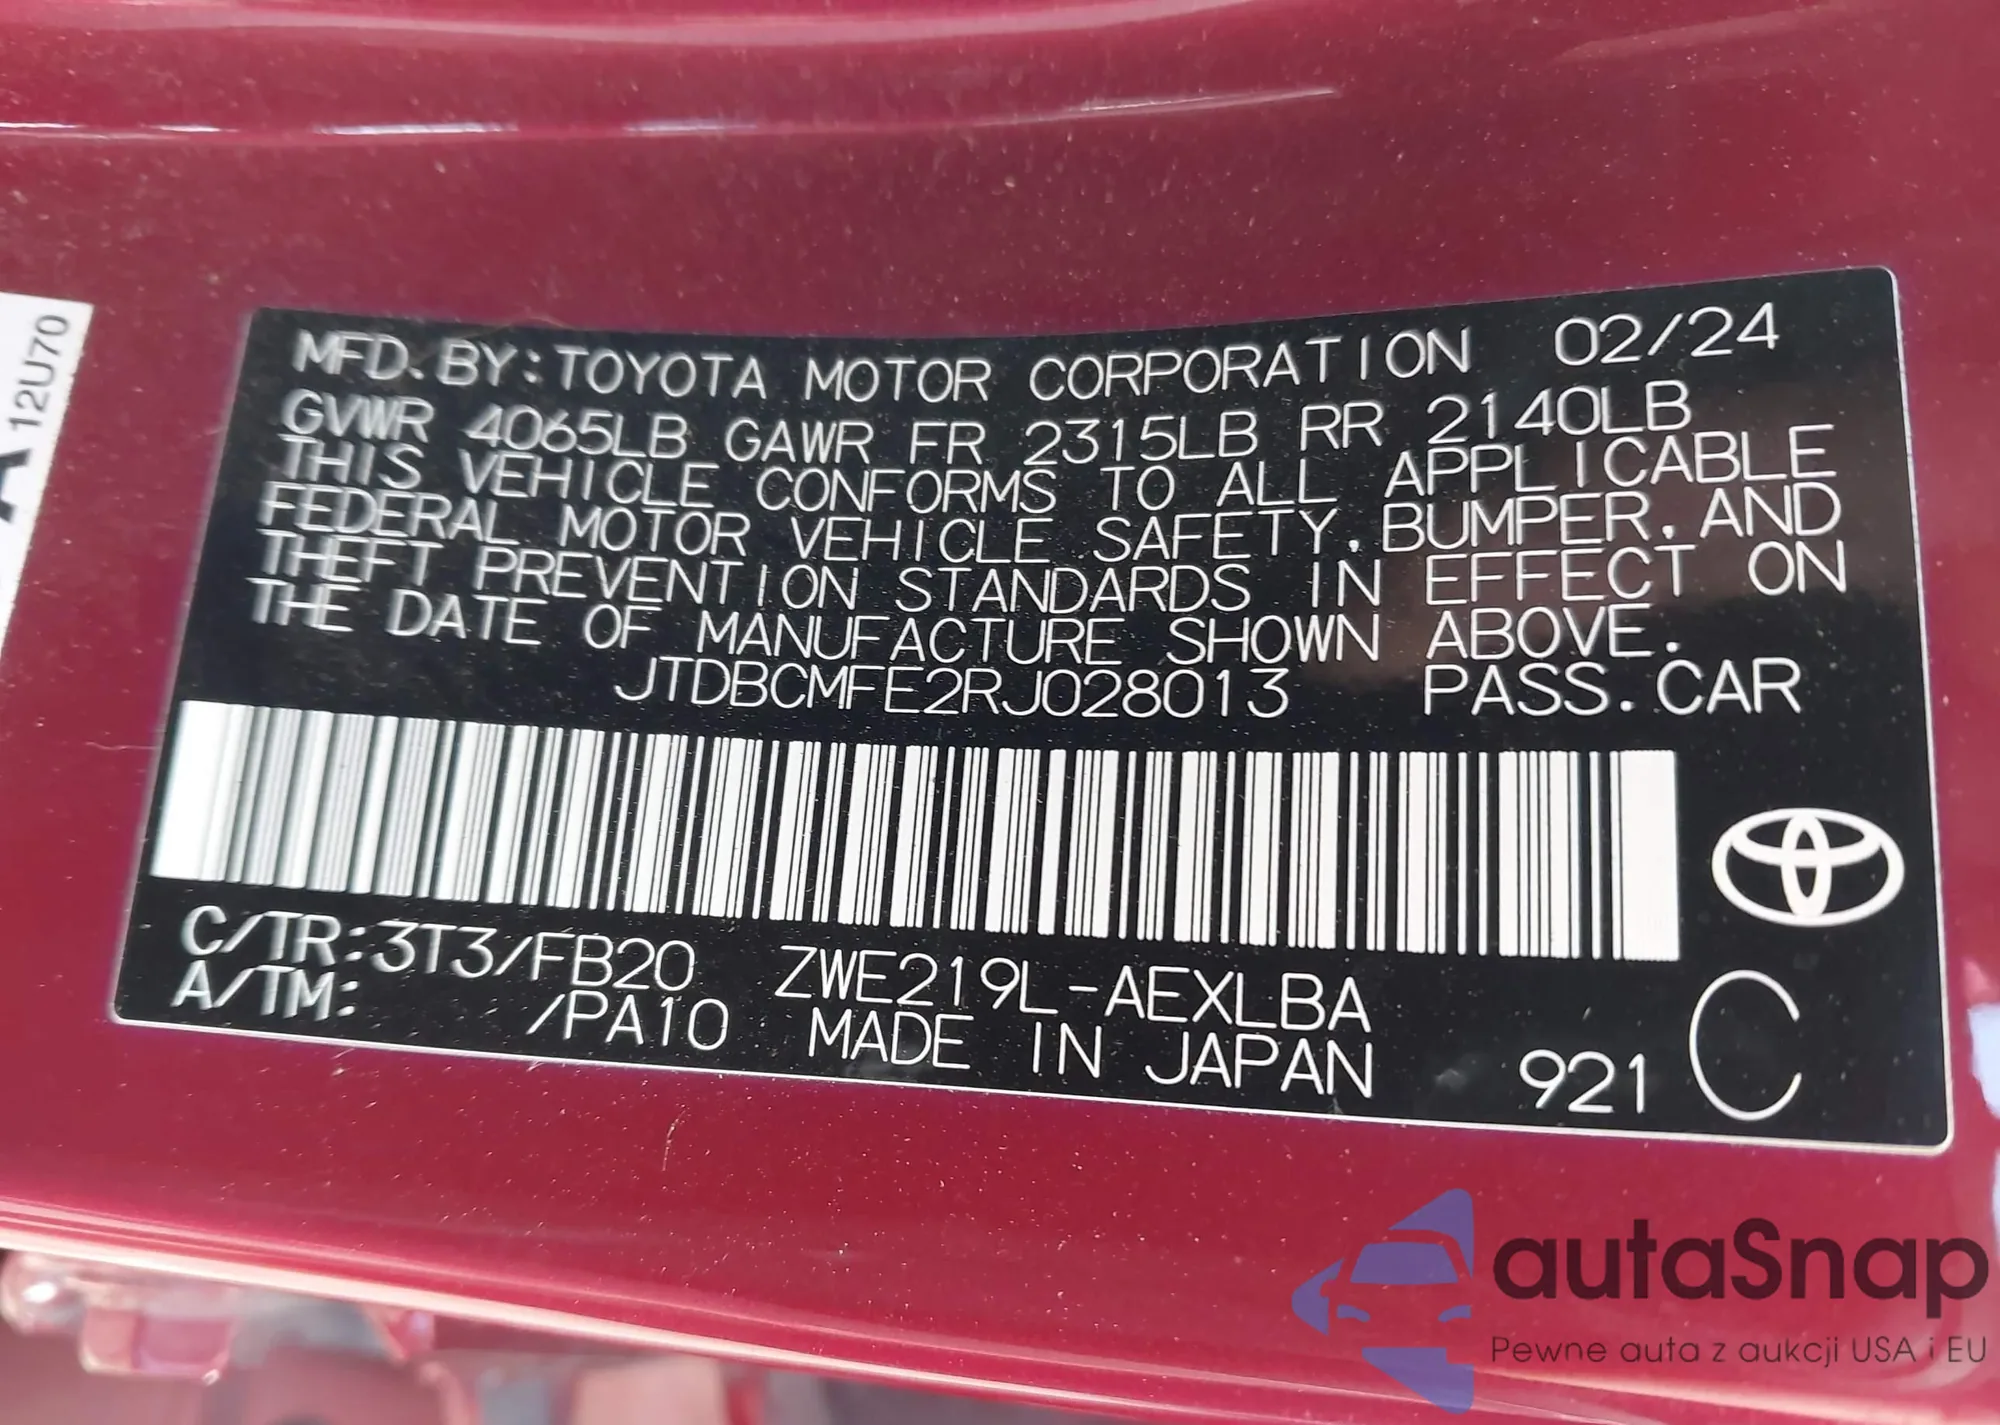 MFD.BY:TOYOTA MOTOR CORPORATION 02/24
GVWR 4065LB GAWR FR 2315LB RR 2140LB
THIS VEHICLE CONFORMS TO ALL APPLICABLE
FEDERAL MOTOR VEHICLE SAFETY,BUMPER,AND
THEFT PREVENTION STANDARDS IN EFFECT ON
THE DATE OF MANUFACTURE SHOWN ABOVE.
JTDBCMFE2RJ028013 PASS.CAR
C/TR:3T3/FB20 ZWE219L-AEXLBA
A/TM: /PA10 MADE IN JAPAN 921 C
A 12U70
autaSnap
Pewne auta z aukcji USA i EU